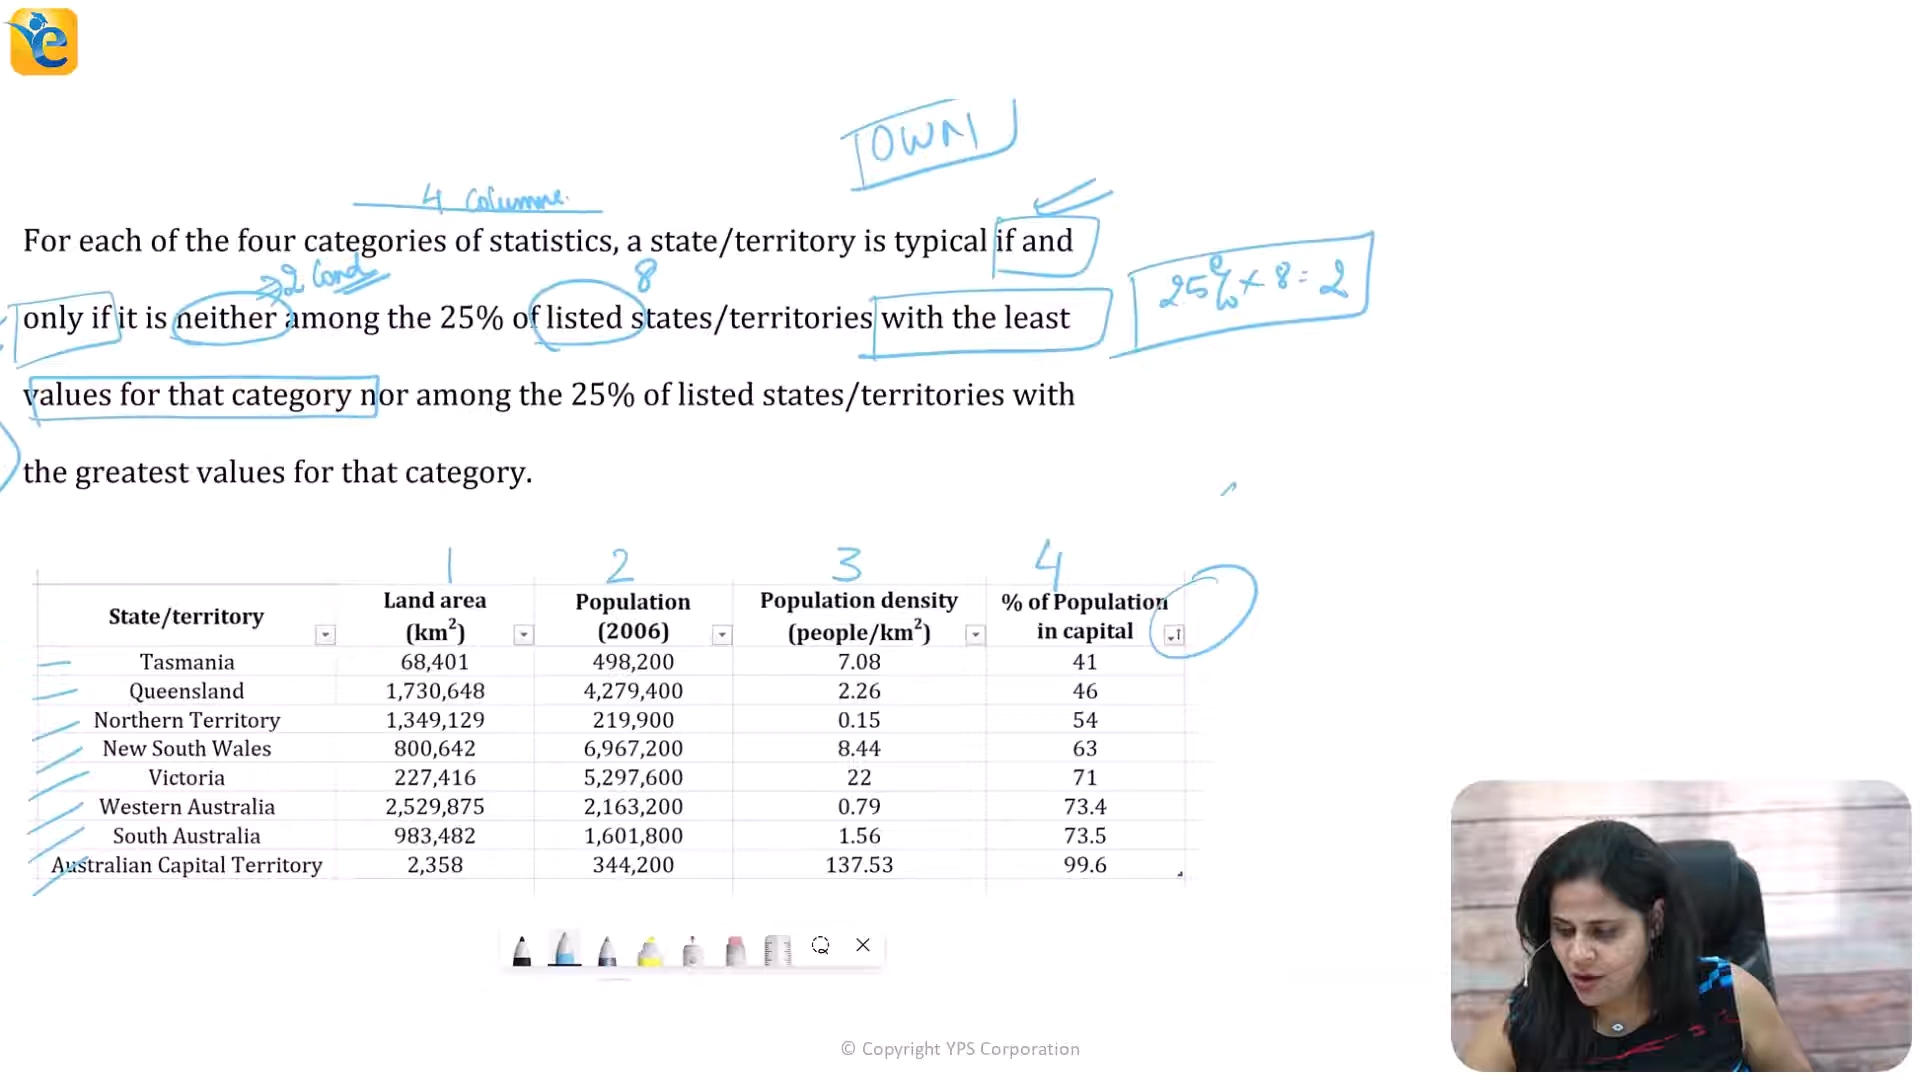 e
OWN
4 Columns
For each of the four categories of statistics, a state/territory is typical if and
2 Cond
8
25% × 8 = 2
only if it is neither among the 25% of listed states/territories with the least
values for that category nor among the 25% of listed states/territories with
the greatest values for that category.
1 2 3 4
State/territory Land area (km²) Population (2006) Population density (people/km²) % of Population in capital
Tasmania 68,401 498,200 7.08 41
Queensland 1,730,648 4,279,400 2.26 46
Northern Territory 1,349,129 219,900 0.15 54
New South Wales 800,642 6,967,200 8.44 63
Victoria 227,416 5,297,600 22 71
Western Australia 2,529,875 2,163,200 0.79 73.4
South Australia 983,482 1,601,800 1.56 73.5
Australian Capital Territory 2,358 344,200 137.53 99.6
© Copyright YPS Corporation